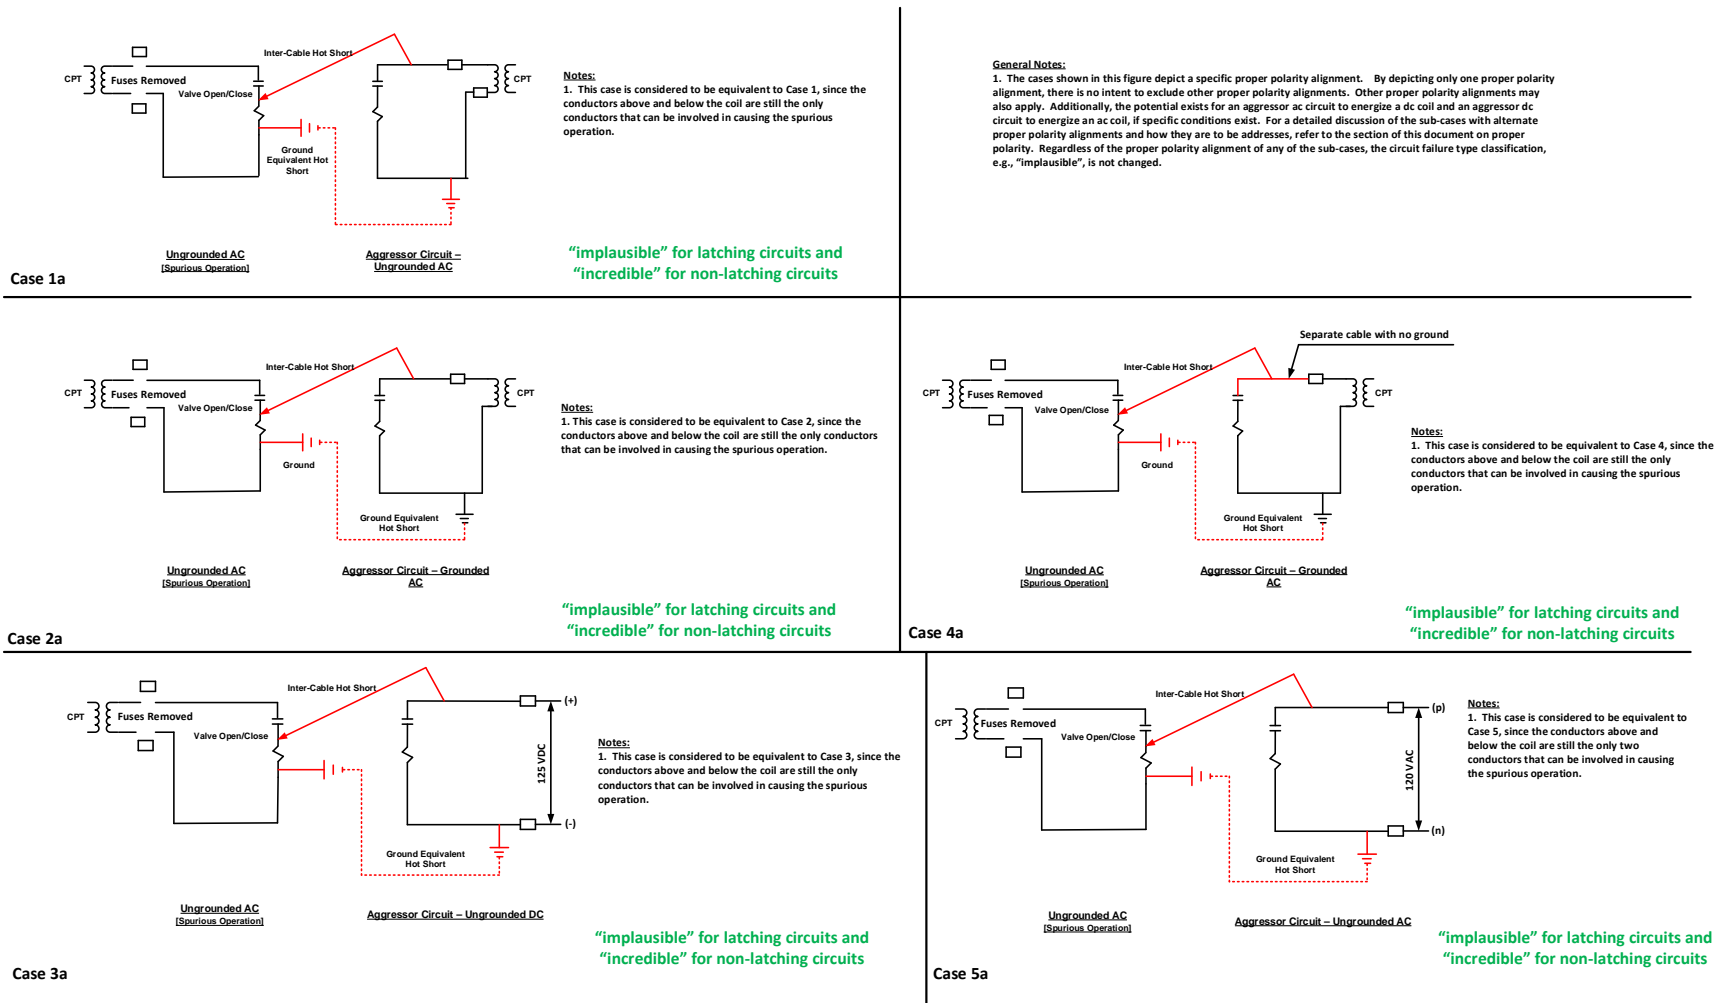 Inter-Cable Hot Short
CPT
Fuses Removed
Valve Open/Close
CPT
Ground
Equivalent Hot
Short
Notes:
1.  This case is considered to be equivalent to Case 1, since the
conductors above and below the coil are still the only
conductors that can be involved in causing the spurious
operation.
Ungrounded AC
[Spurious Operation]
Aggressor Circuit –
Ungrounded AC
“implausible” for latching circuits and
“incredible” for non-latching circuits
Case 1a
General Notes:
1.  The cases shown in this figure depict a specific proper polarity alignment.   By depicting only one proper polarity
alignment, there is no intent to exclude other proper polarity alignments.  Other proper polarity alignments may
also apply.  Additionally, the potential exists for an aggressor ac circuit to energize a dc coil and an aggressor dc
circuit to energize an ac coil, if specific conditions exist.  For a detailed discussion of the sub-cases with alternate
proper polarity alignments and how they are to be addresses, refer to the section of this document on proper
polarity.  Regardless of the proper polarity alignment of any of the sub-cases, the circuit failure type classification,
e.g., “implausible”, is not changed.
Inter-Cable Hot Short
CPT
Fuses Removed
Valve Open/Close
CPT
Ground
Ground Equivalent
Hot Short
Notes:
1. This case is considered to be equivalent to Case 2, since the
conductors above and below the coil are still the only conductors
that can be involved in causing the spurious operation.
Ungrounded AC
[Spurious Operation]
Aggressor Circuit – Grounded
AC
“implausible” for latching circuits and
“incredible” for non-latching circuits
Case 2a
Separate cable with no ground
Inter-Cable Hot Short
CPT
Fuses Removed
Valve Open/Close
CPT
Ground
Ground Equivalent
Hot Short
Notes:
1.  This case is considered to be equivalent to Case 4, since the
conductors above and below the coil are still the only
conductors that can be involved in causing the spurious
operation.
Ungrounded AC
[Spurious Operation]
Aggressor Circuit – Grounded
AC
“implausible” for latching circuits and
“incredible” for non-latching circuits
Case 4a
Inter-Cable Hot Short
CPT
Fuses Removed
Valve Open/Close
(+)
125 VDC
(-)
Ground Equivalent
Hot Short
Notes:
1.  This case is considered to be equivalent to Case 3, since the
conductors above and below the coil are still the only
conductors that can be involved in causing the spurious
operation.
Ungrounded AC
[Spurious Operation]
Aggressor Circuit – Ungrounded DC
“implausible” for latching circuits and
“incredible” for non-latching circuits
Case 3a
Inter-Cable Hot Short
CPT
Fuses Removed
Valve Open/Close
(p)
120 VAC
(n)
Ground Equivalent
Hot Short
Notes:
1.  This case is considered to be equivalent to
Case 5, since the conductors above and
below the coil are still the only two
conductors that can be involved in causing
the spurious operation.
Ungrounded AC
[Spurious Operation]
Aggressor Circuit – Ungrounded AC
“implausible” for latching circuits and
“incredible” for non-latching circuits
Case 5a